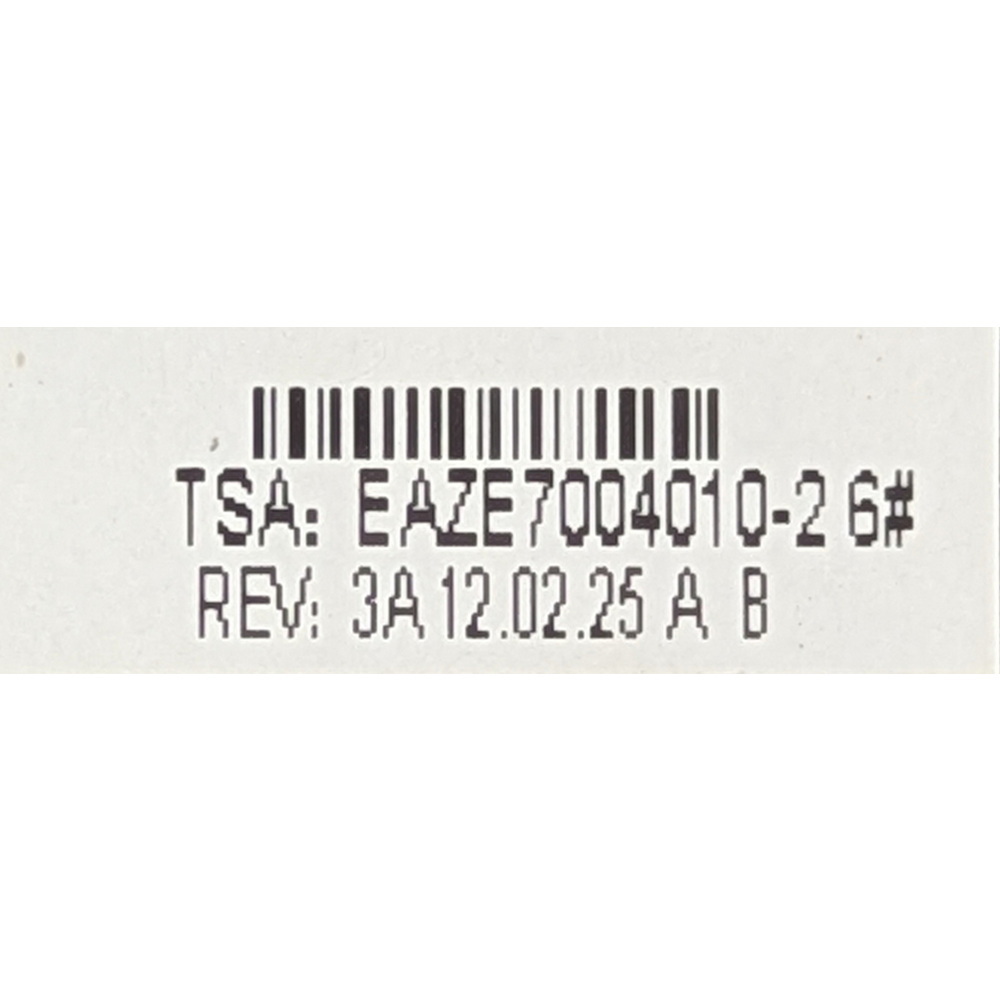 TSA: EAZE7004010-2 6#
REV: 3A 12.02.25 A B